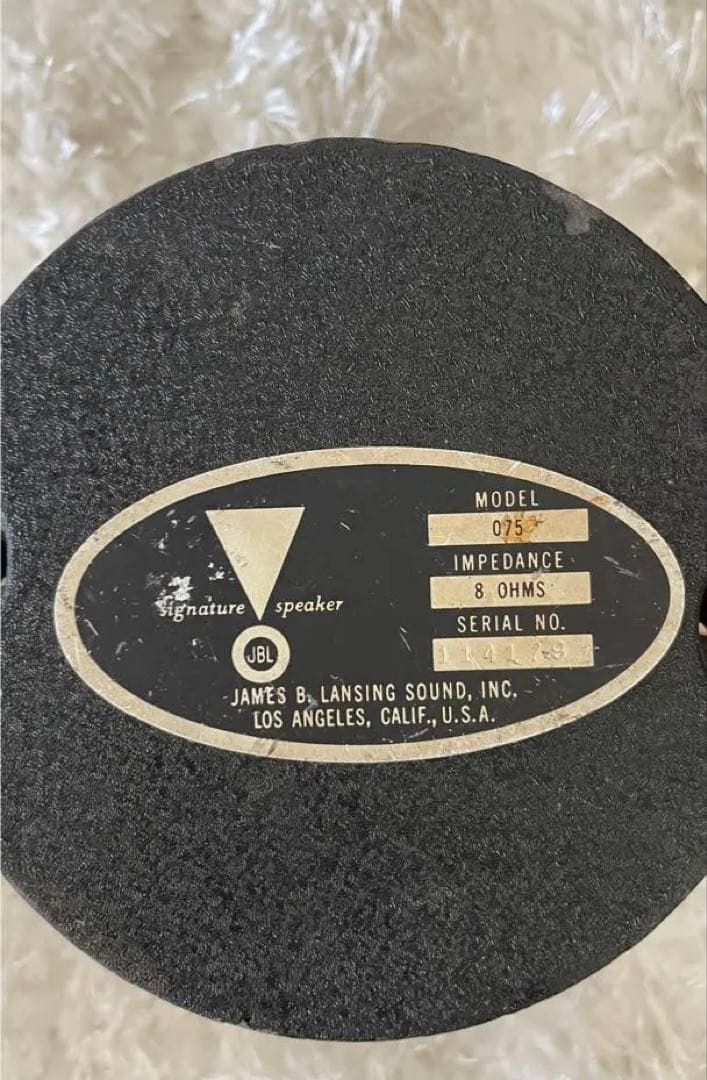 MODEL
075
IMPEDANCE
8 OHMS
SERIAL NO.
signature speaker
JBL
JAMES B. LANSING SOUND, INC.
LOS ANGELES, CALIF., U.S.A.